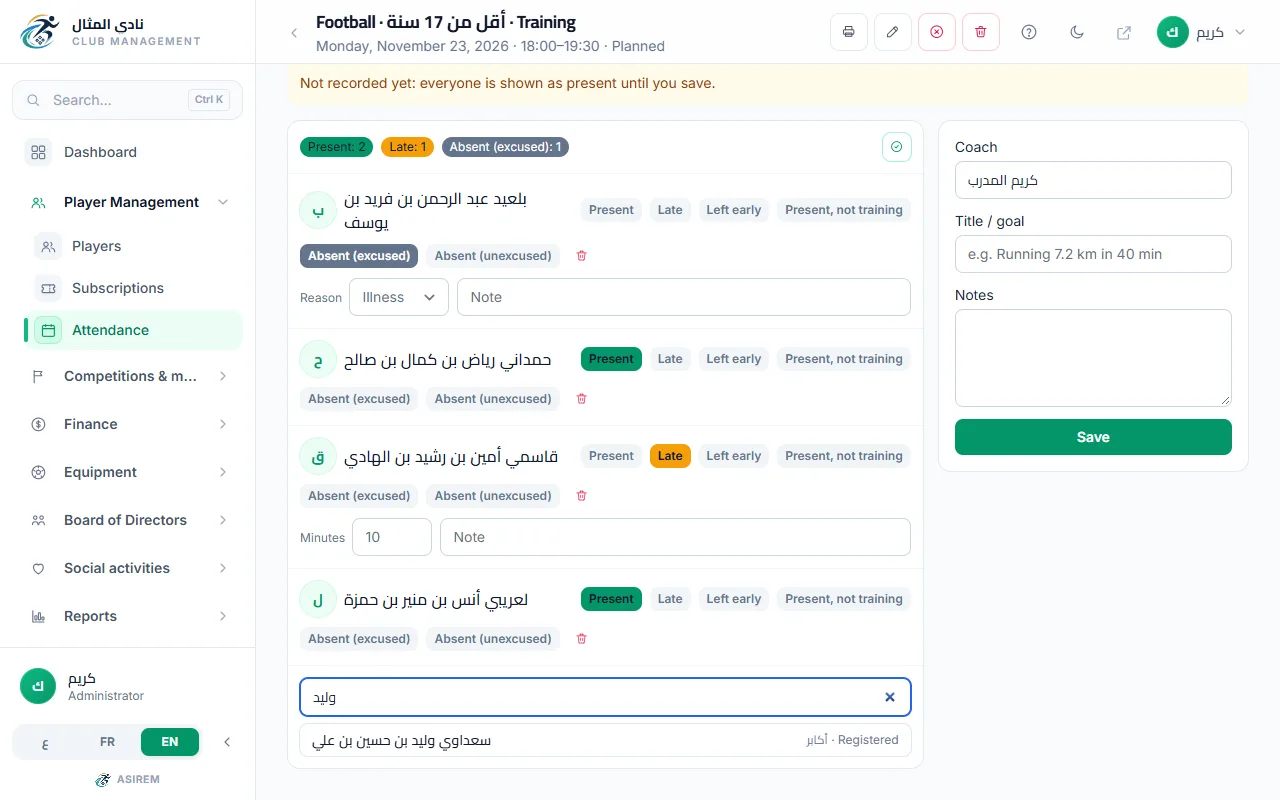 نادي المثال
CLUB MANAGEMENT
Search...
Ctrl K
Dashboard
Player Management
Players
Subscriptions
Attendance
Competitions & m...
Finance
Equipment
Board of Directors
Social activities
Reports
ك
كريم
Administrator
ع
FR
EN
ASIREM
Football · أقل من 17 سنة · Training
Monday, November 23, 2026 · 18:00–19:30 · Planned
ك
كريم
Not recorded yet: everyone is shown as present until you save.
Present: 2
Late: 1
Absent (excused): 1
ب
بلعيد عبد الرحمن بن فريد بن
يوسف
Present
Late
Left early
Present, not training
Absent (excused)
Absent (unexcused)
Reason
Illness
Note
ح
حمداني رياض بن كمال بن صالح
Present
Late
Left early
Present, not training
Absent (excused)
Absent (unexcused)
ق
قاسمي أمين بن رشيد بن الهادي
Present
Late
Left early
Present, not training
Absent (excused)
Absent (unexcused)
Minutes
10
Note
ل
لعريبي أنس بن منير بن حمزة
Present
Late
Left early
Present, not training
Absent (excused)
Absent (unexcused)
وليد
سعداوي وليد بن حسين بن علي
أكابر · Registered
Coach
كريم المدرب
Title / goal
e.g. Running 7.2 km in 40 min
Notes
Save